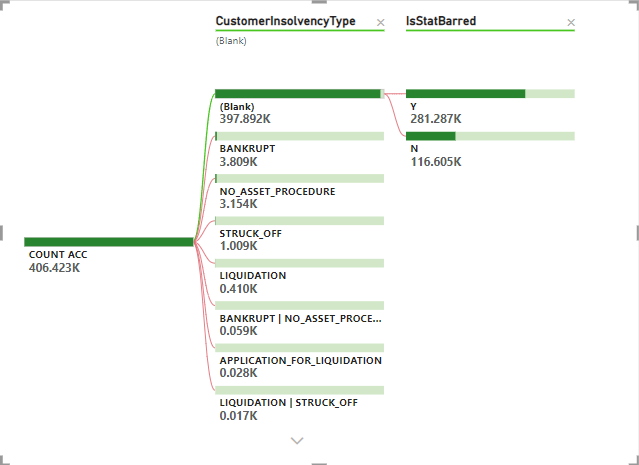 CustomerInsolvencyType
(Blank)
IsStatBarred
COUNT ACC
406.423K
(Blank)
397.892K
BANKRUPT
3.809K
NO_ASSET_PROCEDURE
3.154K
STRUCK_OFF
1.009K
LIQUIDATION
0.410K
BANKRUPT | NO_ASSET_PROCE...
0.059K
APPLICATION_FOR_LIQUIDATION
0.028K
LIQUIDATION | STRUCK_OFF
0.017K
Y
281.287K
N
116.605K